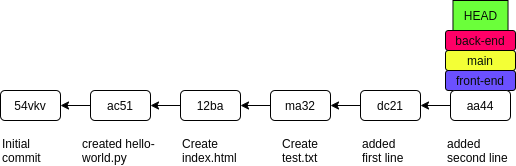 HEAD
back-end
main
front-end
54vkv
ac51
12ba
ma32
dc21
aa44
Initial
commit
created hello-
world.py
Create
index.html
Create
test.txt
added
first line
added
second line